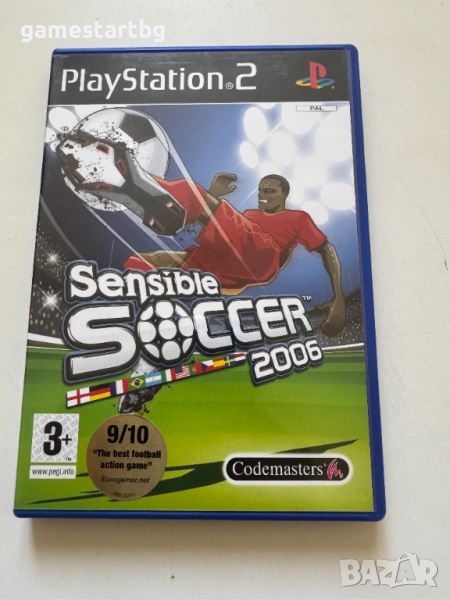 gamestartbg
PlayStation®2
PAL
Sensible
SOCCER™
2006
3+
www.pegi.info
9/10
"The best football
action game"
Eurogamer.net
Codemasters
BAZAR